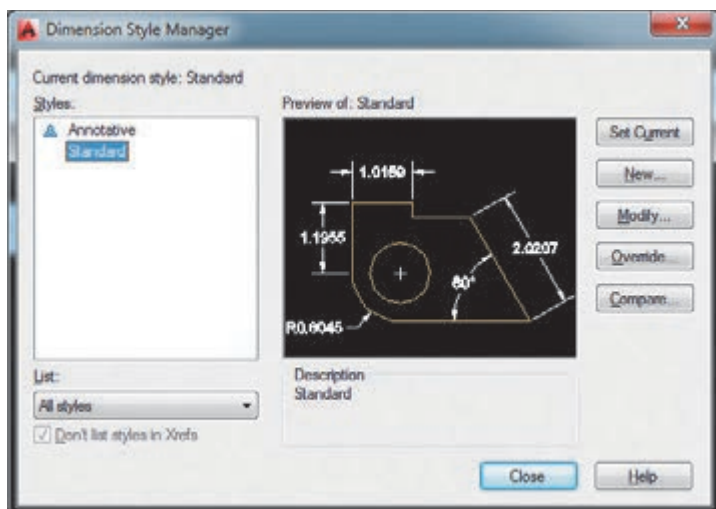 Dimension Style Manager
Current dimension style: Standard
Styles:
Annotative
Standard
Preview of: Standard
1.0159
1.1955
2.0207
60°
R0.8045
Set Current
New...
Modify...
Override...
Compare...
List:
All styles
Don't list styles in Xrefs
Description
Standard
Close
Help